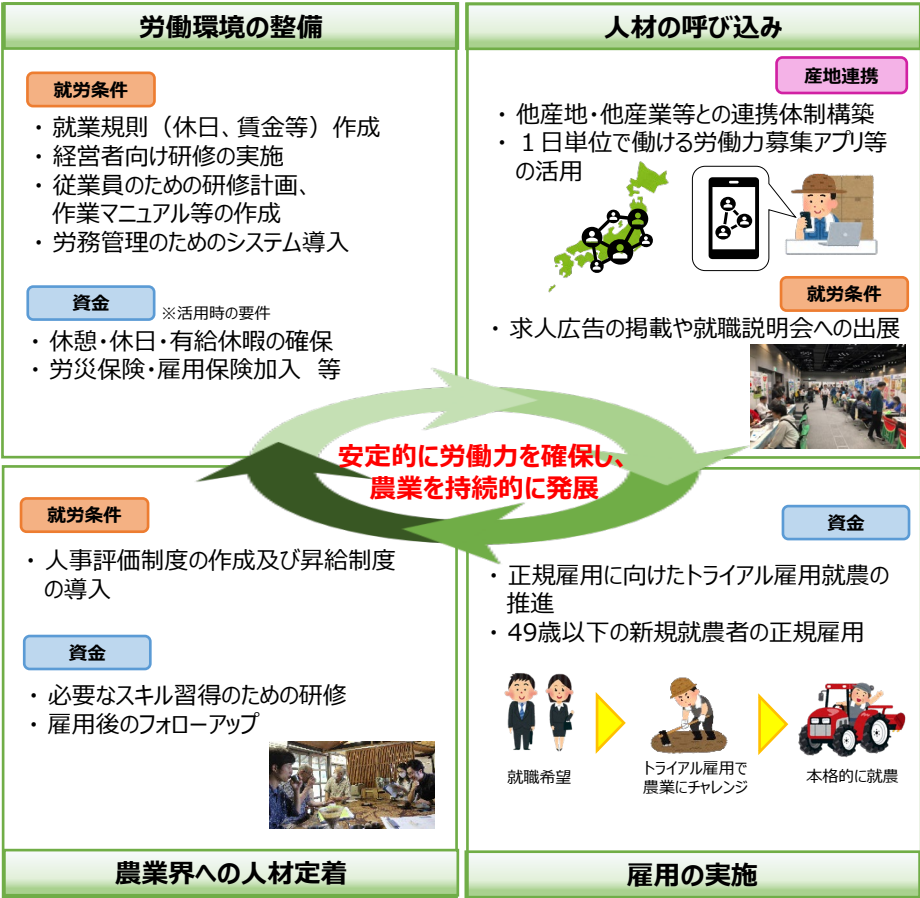 労働環境の整備
就労条件
・就業規則（休日、賃金等）作成
・経営者向け研修の実施
・従業員のための研修計画、
作業マニュアル等の作成
・労務管理のためのシステム導入
資金
※活用時の要件
・休憩・休日・有給休暇の確保
・労災保険・雇用保険加入　等
人材の呼び込み
産地連携
・他産地・他産業等との連携体制構築
・１日単位で働ける労働力募集アプリ等
の活用
就労条件
・求人広告の掲載や就職説明会への出展
安定的に労働力を確保し、
農業を持続的に発展
就労条件
・人事評価制度の作成及び昇給制度
の導入
資金
・必要なスキル習得のための研修
・雇用後のフォローアップ
農業界への人材定着
資金
・正規雇用に向けたトライアル雇用就農の
推進
・49歳以下の新規就農者の正規雇用
就職希望
トライアル雇用で
農業にチャレンジ
本格的に就農
雇用の実施